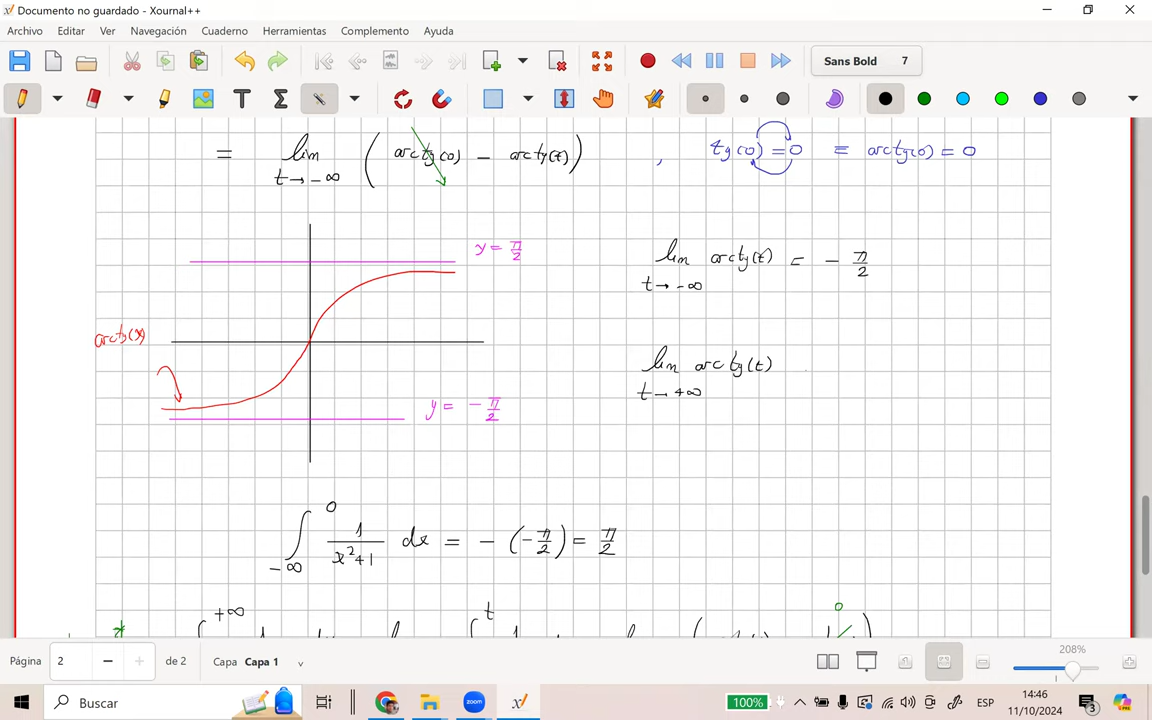 Documento no guardado - Xournal++
Archivo Editar Ver Navegación Cuaderno Herramientas Complemento Ayuda
Sans Bold 7
= lim t→-∞ ( arctg(0) - arctg(t) ) , tg(0) = 0 ≡ arctg(0) = 0
y = π/2
lim t→-∞ arctg(t) = - π/2
arctg(x)
lim t→+∞ arctg(t)
y = - π/2
∫ -∞ 0 1/(x²+1) dx = - (-π/2) = π/2
+∞ t 0
Página 2 de 2 Capa Capa 1 208%
Buscar 100% ESP 14:46
11/10/2024 3